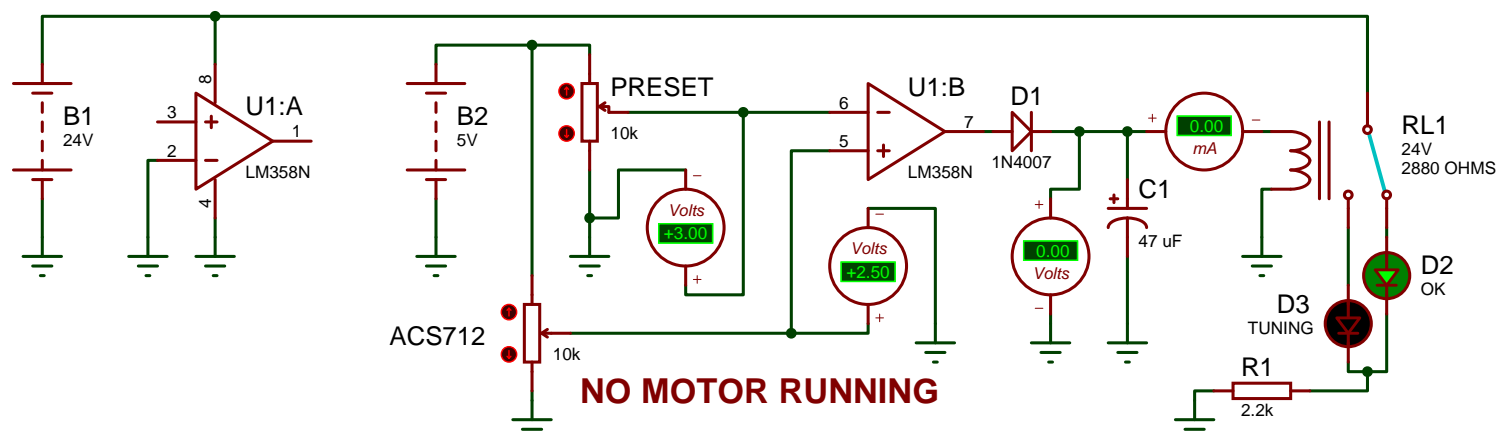 B1
24V
8
3
2
4
1
U1:A
LM358N
B2
5V
PRESET
10k
Volts
+3.00
6
5
7
U1:B
LM358N
D1
1N4007
+
0.00
mA
−
RL1
24V
2880 OHMS
−
+
Volts
+2.50
−
+
+
0.00
Volts
−
+
C1
47 uF
D2
OK
D3
TUNING
ACS712
10k
NO MOTOR RUNNING
R1
2.2k